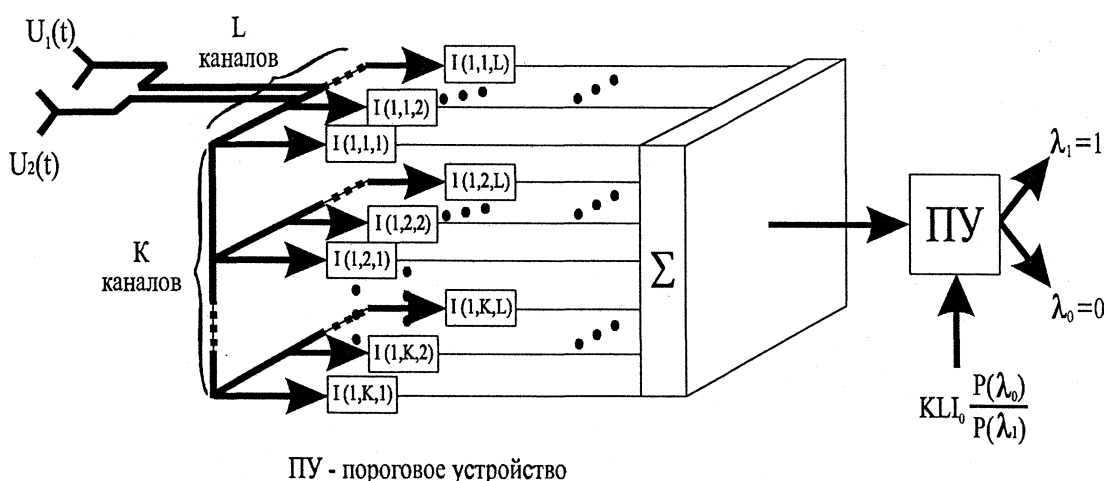 U₁(t)
L
каналов
I (1,1,L)
I (1,1,2)
I (1,1,1)
U₂(t)
λ₁=1
I (1,2,L)
I (1,2,2)
I (1,2,1)
K
каналов
Σ
ПУ
λ₀=0
I (1,K,L)
I (1,K,2)
I (1,K,1)
KLI₀ P(λ₀)
P(λ₁)
ПУ - пороговое устройство